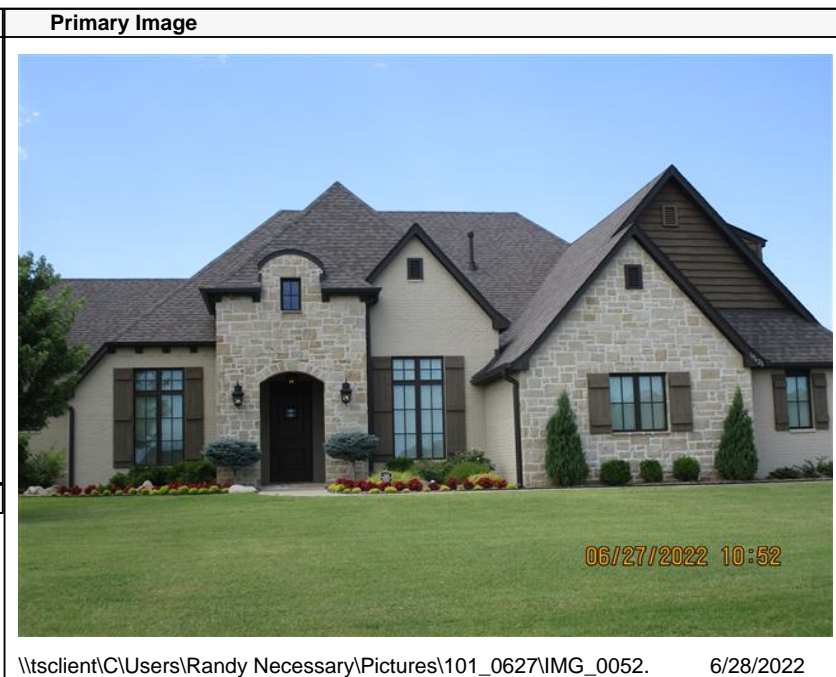 Primary Image
06/27/2022 10:52
\\tsclient\C\Users\Randy Necessary\Pictures\101_0627\IMG_0052.
6/28/2022